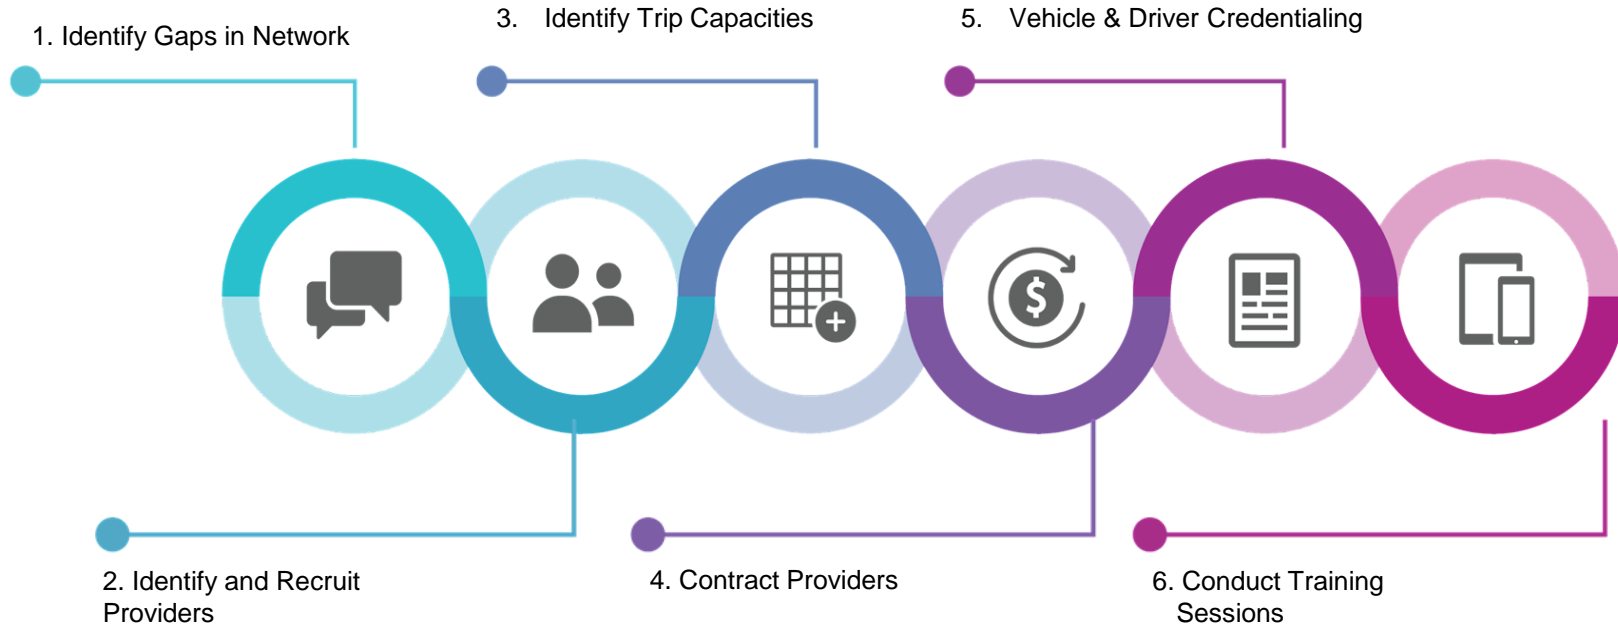 1. Identify Gaps in Network
2. Identify and Recruit
Providers
3. Identify Trip Capacities
4. Contract Providers
5. Vehicle & Driver Credentialing
6. Conduct Training
Sessions
$